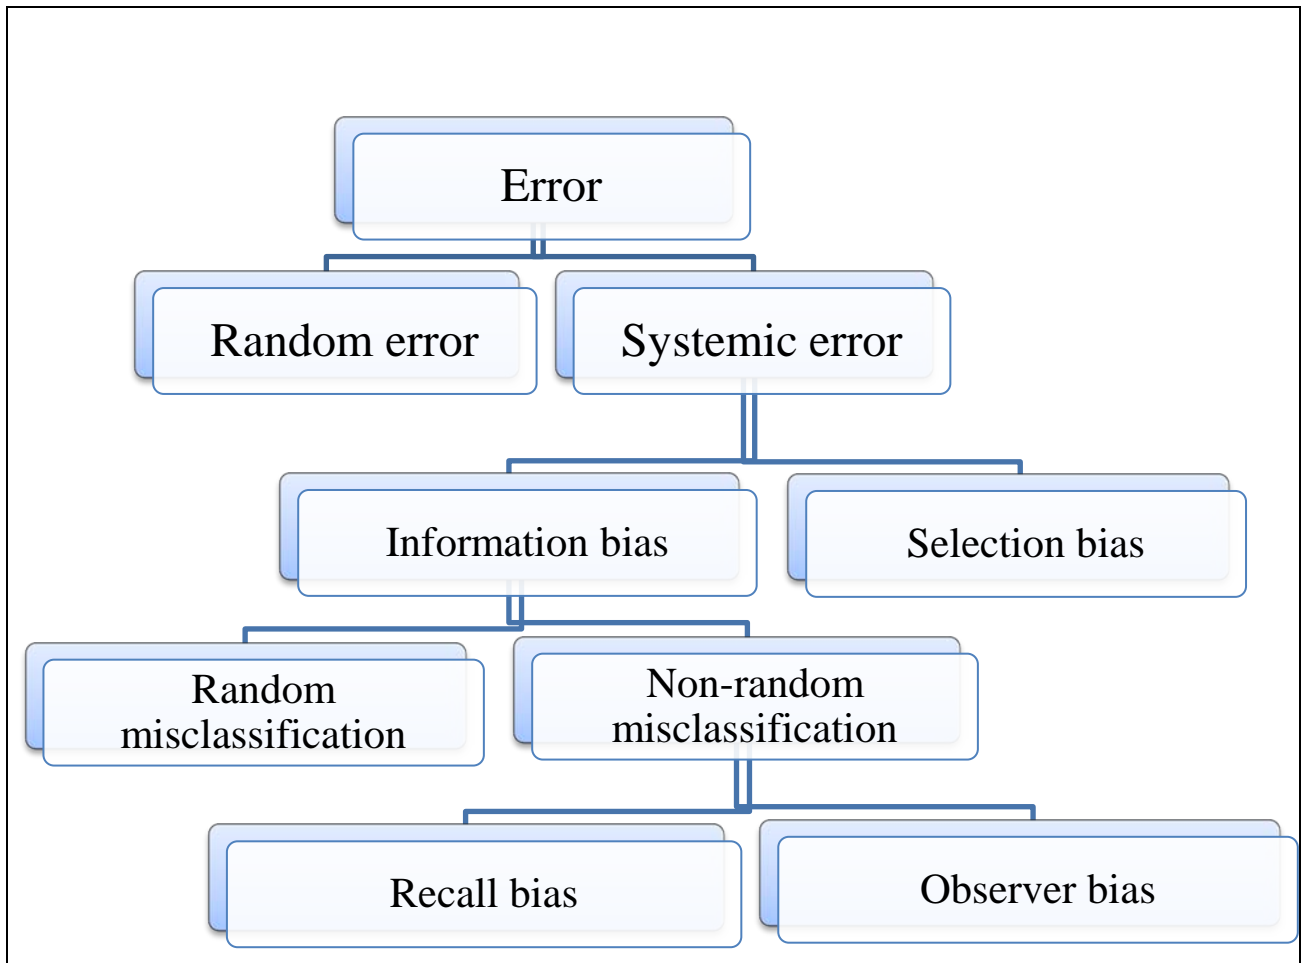 Error
Random error
Systemic error
Information bias
Selection bias
Random
misclassification
Non-random
misclassification
Recall bias
Observer bias